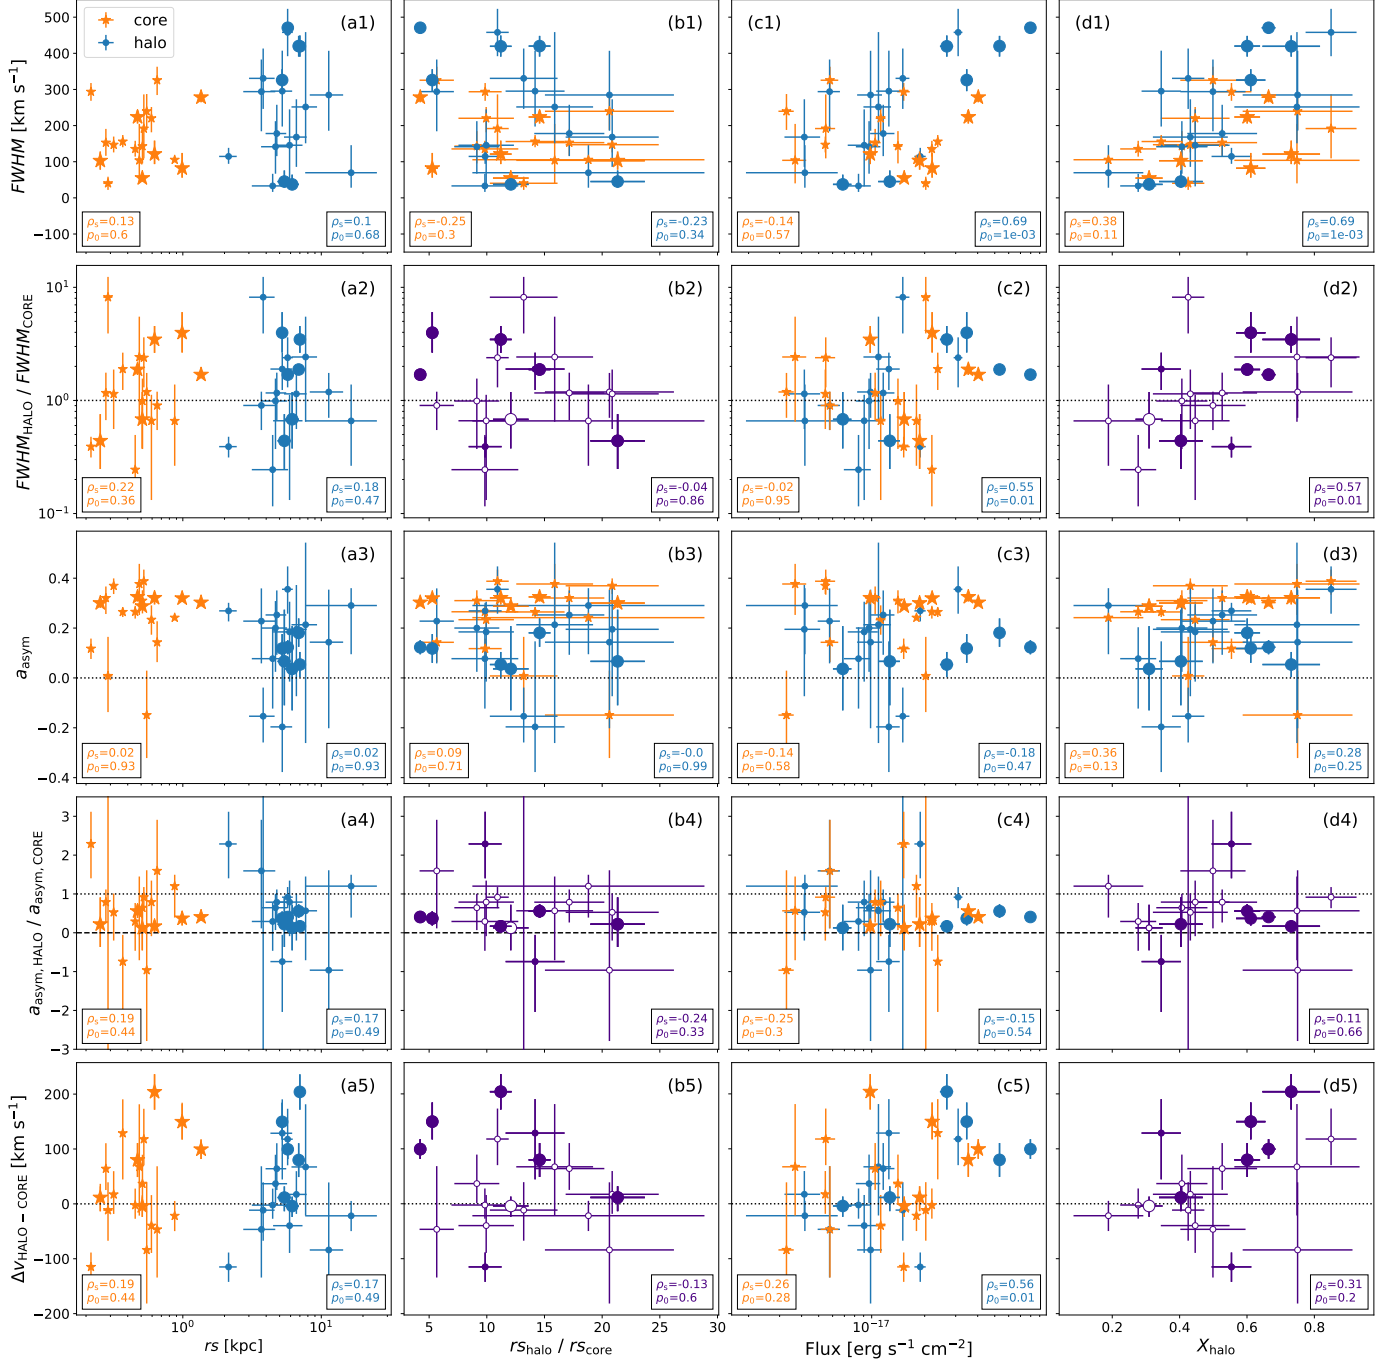 core
halo
(a1)
(b1)
(c1)
(d1)
FWHM [km s⁻¹]
500
400
300
200
100
0
−100
ρs=0.13
p0=0.6
ρs=0.1
p0=0.68
ρs=-0.25
p0=0.3
ρs=-0.23
p0=0.34
ρs=-0.14
p0=0.57
ρs=0.69
p0=1e-03
ρs=0.38
p0=0.11
ρs=0.69
p0=1e-03
(a2)
(b2)
(c2)
(d2)
FWHM_HALO / FWHM_CORE
10¹
10⁰
10⁻¹
ρs=0.22
p0=0.36
ρs=0.18
p0=0.47
ρs=-0.04
p0=0.86
ρs=-0.02
p0=0.95
ρs=0.55
p0=0.01
ρs=0.57
p0=0.01
(a3)
(b3)
(c3)
(d3)
a_asym
0.4
0.2
0.0
−0.2
−0.4
ρs=0.02
p0=0.93
ρs=0.02
p0=0.93
ρs=0.09
p0=0.71
ρs=-0.0
p0=0.99
ρs=-0.14
p0=0.58
ρs=-0.18
p0=0.47
ρs=0.36
p0=0.13
ρs=0.28
p0=0.25
(a4)
(b4)
(c4)
(d4)
a_asym,HALO / a_asym,CORE
3
2
1
0
−1
−2
−3
ρs=0.19
p0=0.44
ρs=0.17
p0=0.49
ρs=-0.24
p0=0.33
ρs=-0.25
p0=0.3
ρs=-0.15
p0=0.54
ρs=0.11
p0=0.66
(a5)
(b5)
(c5)
(d5)
Δv_HALO−CORE [km s⁻¹]
200
100
0
−100
−200
ρs=0.19
p0=0.44
ρs=0.17
p0=0.49
ρs=-0.13
p0=0.6
ρs=0.26
p0=0.28
ρs=0.56
p0=0.01
ρs=0.31
p0=0.2
10⁰ 10¹
5 10 15 20 25 30
10⁻¹⁷
0.2 0.4 0.6 0.8
rs [kpc]
rs_halo / rs_core
Flux [erg s⁻¹ cm⁻²]
X_halo